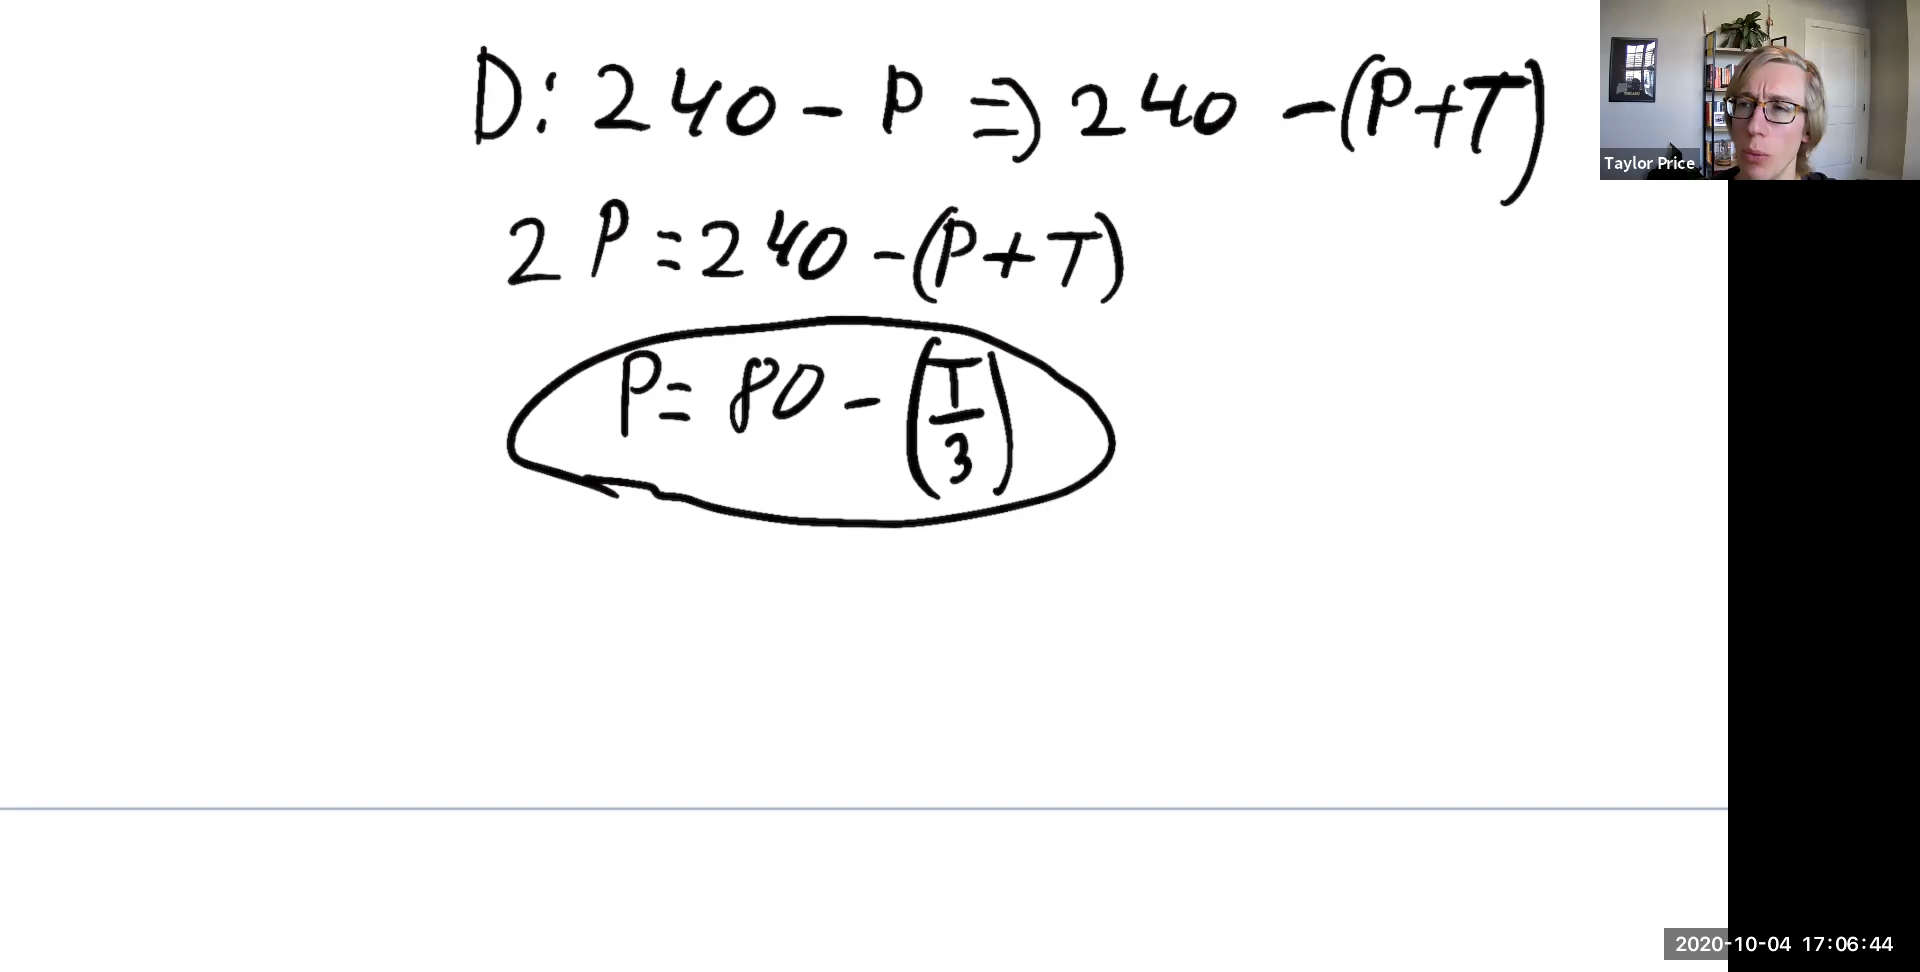 D: 240 - P => 240 - (P+T)
2P = 240 - (P+T)
P = 80 - (T/3)
Taylor Price
2020-10-04 17:06:44